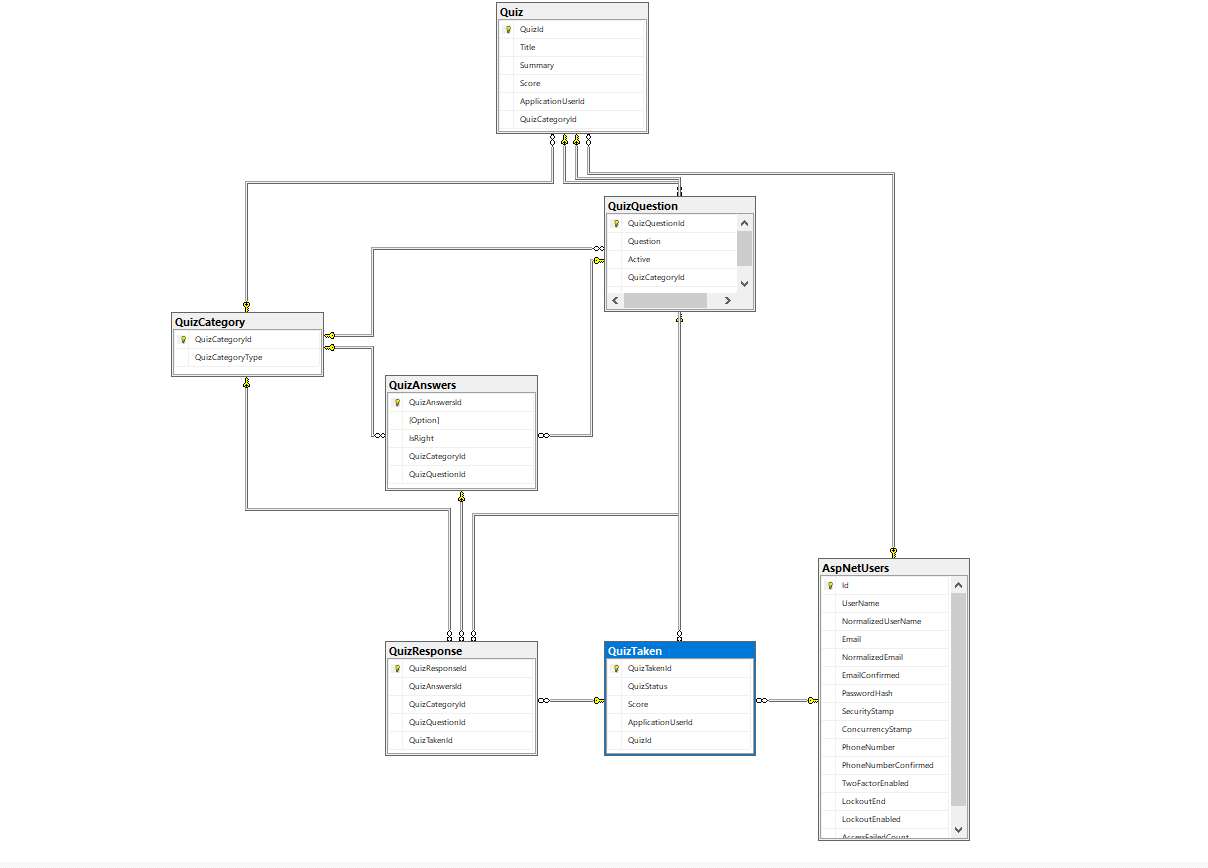 Quiz
QuizId
Title
Summary
Score
ApplicationUserId
QuizCategoryId
QuizQuestion
QuizQuestionId
Question
Active
QuizCategoryId
QuizCategory
QuizCategoryId
QuizCategoryType
QuizAnswers
QuizAnswersId
[Option]
IsRight
QuizCategoryId
QuizQuestionId
AspNetUsers
Id
UserName
NormalizedUserName
Email
NormalizedEmail
EmailConfirmed
PasswordHash
SecurityStamp
ConcurrencyStamp
PhoneNumber
PhoneNumberConfirmed
TwoFactorEnabled
LockoutEnd
LockoutEnabled
AccessFailedCount
QuizResponse
QuizResponseId
QuizAnswersId
QuizCategoryId
QuizQuestionId
QuizTakenId
QuizTaken
QuizTakenId
QuizStatus
Score
ApplicationUserId
QuizId